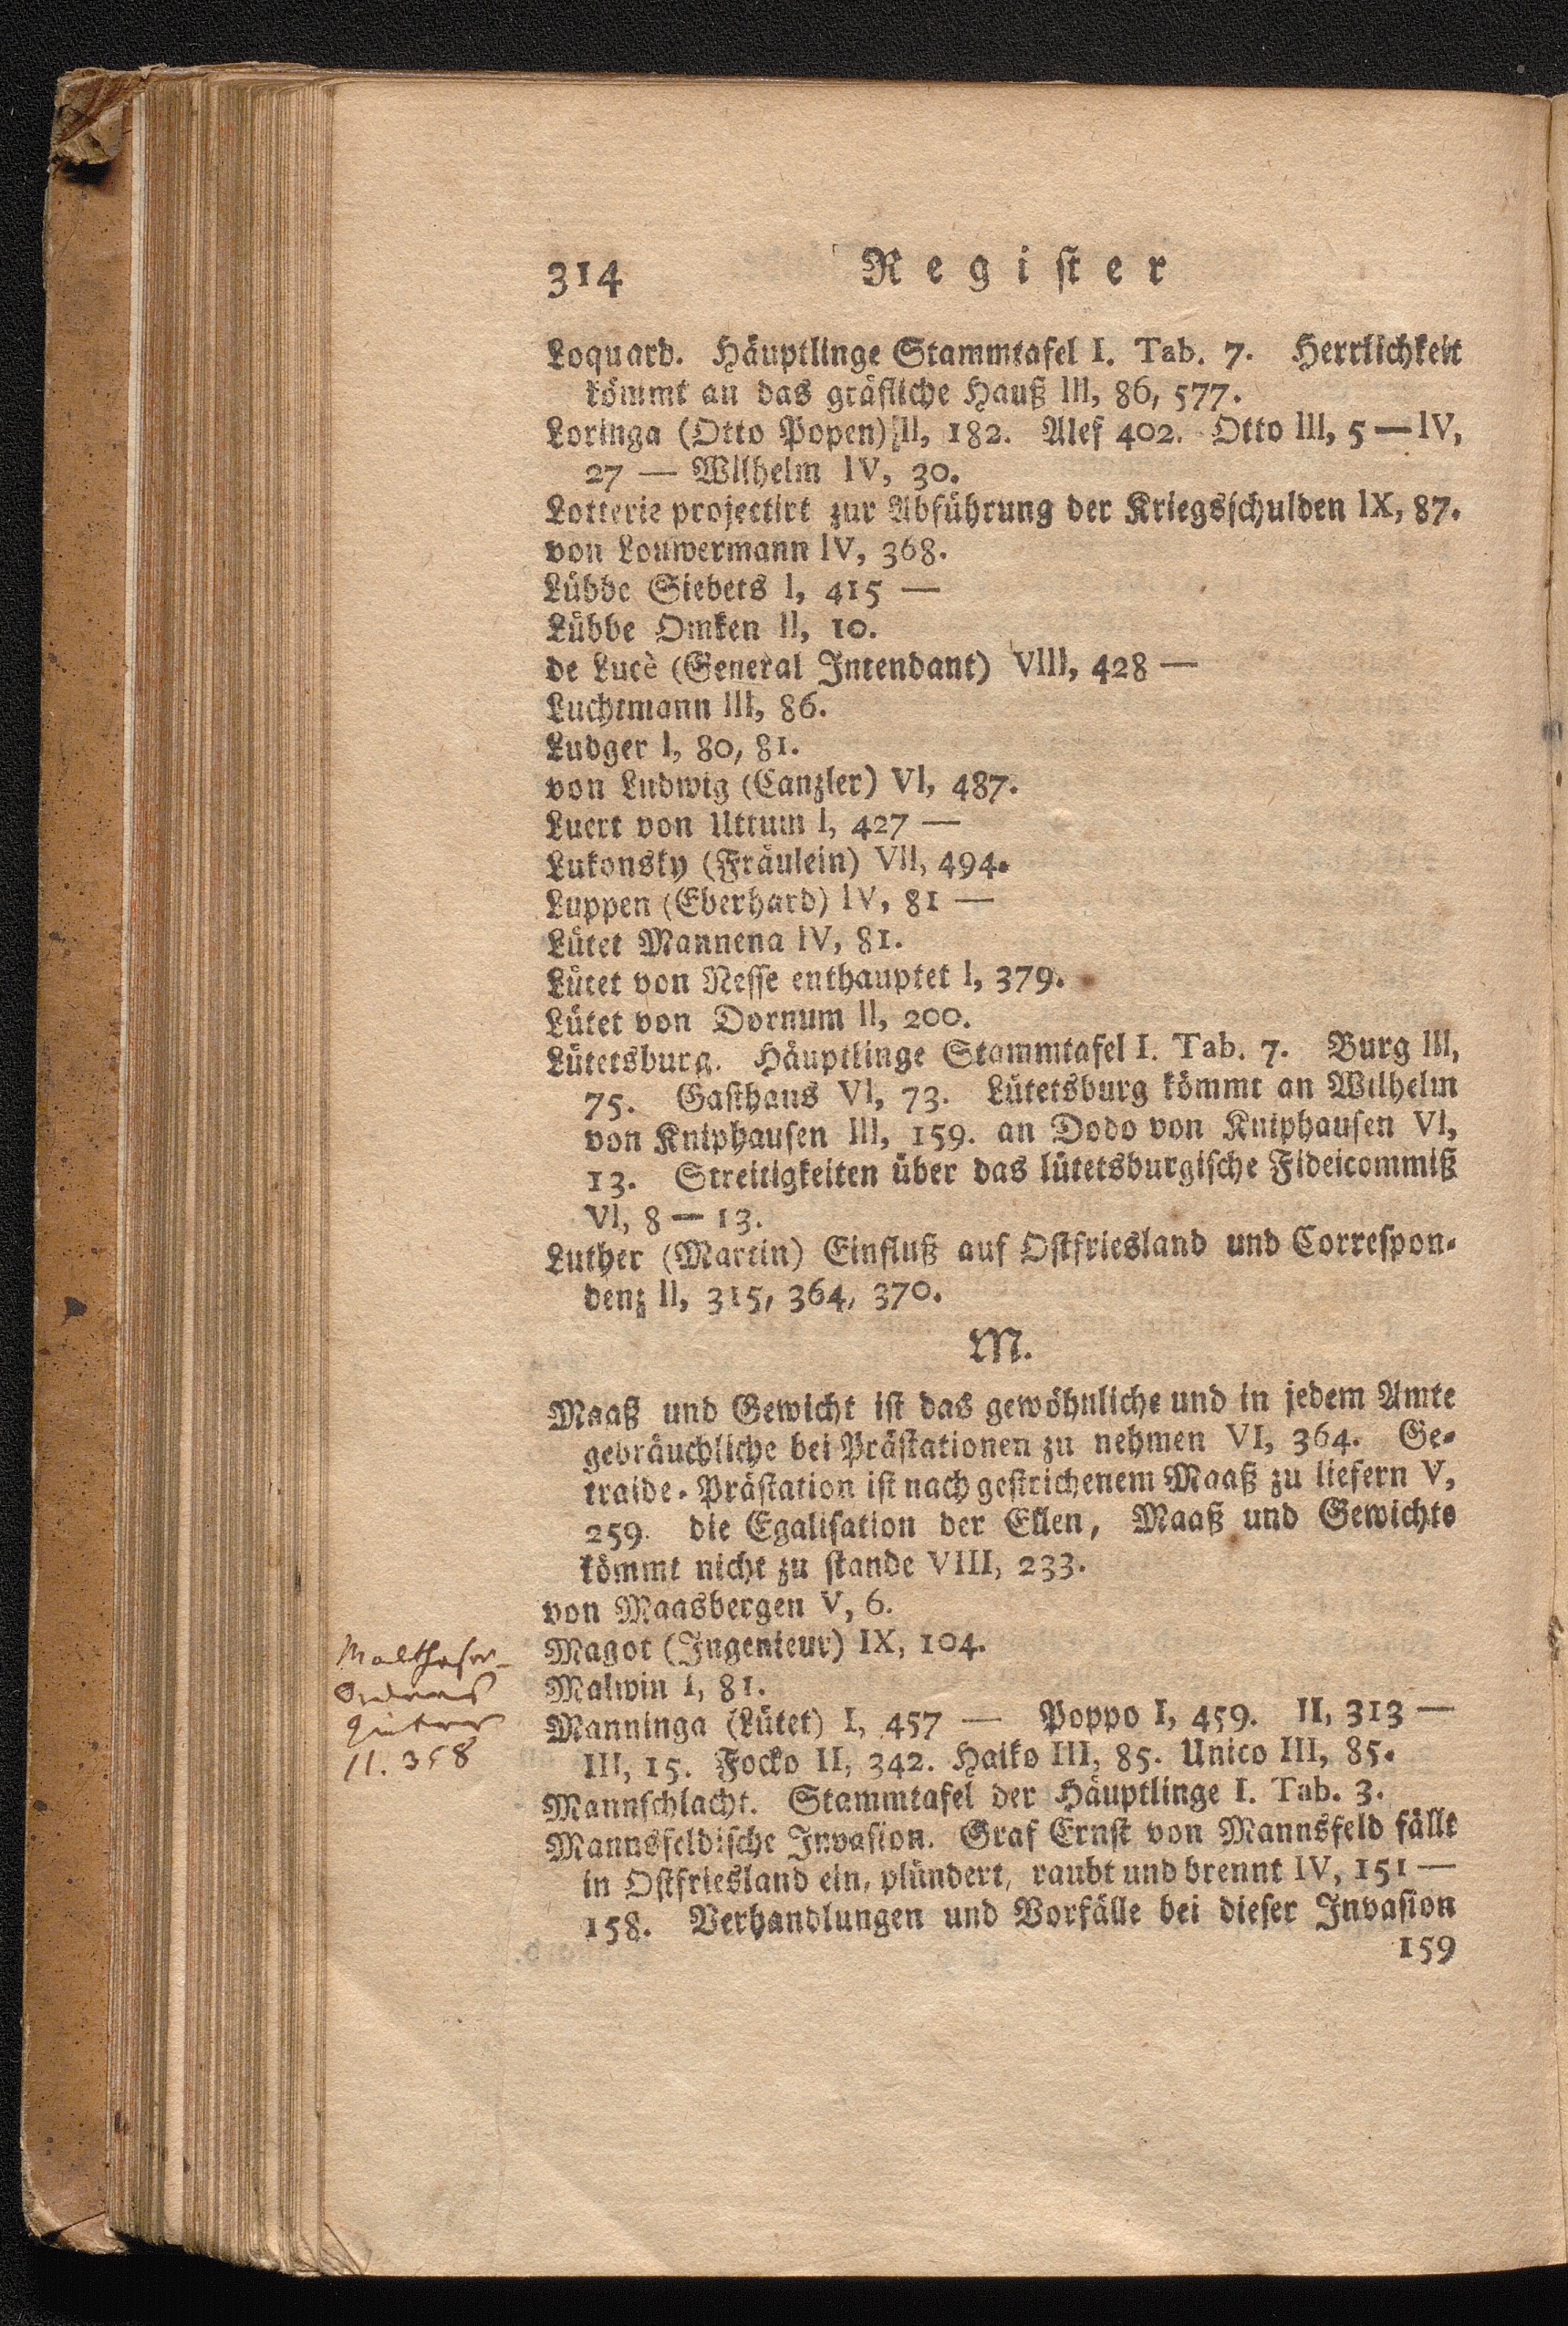 314 Regiſter
Loquard. Häuptlinge Stammtafel I. Tab. 7. Herrlichkeit
kömmt an das gräfliche Hauß III, 86, 577.
Loringa (Otto Popen) II, 182. Alef 402. Otto III, 5 — IV,
27 — Wilhelm IV, 30.
Lotterie projectirt zur Abführung der Kriegsſchulden IX, 87.
von Louwermann IV, 368.
Lübbe Siebets I, 415 —
Lübbe Omken II, 10.
de Lucè (General Intendant) VIII, 428 —
Luchtmann III, 86.
Ludger I, 80, 81.
von Ludwig (Canzler) VI, 487.
Luert von Uttum I, 427 —
Lukonsky (Fräulein) VII, 494.
Luppen (Eberhard) IV, 81 —
Lütet Mannena IV, 81.
Lütet von Neſſe enthauptet I, 379.
Lütet von Dornum II, 200.
Lütetsburg. Häuptlinge Stammtafel I. Tab. 7. Burg III,
75. Gaſthaus VI, 73. Lütetsburg kömmt an Wilhelm
von Kniphauſen III, 159. an Dodo von Kniphauſen VI,
13. Streitigkeiten über das lütetsburgiſche Fideicommiß
VI, 8 — 13.
Luther (Martin) Einfluß auf Oſtfriesland und Correſpon-
denz II, 315, 364, 370.
M.
Maaß und Gewicht iſt das gewöhnliche und in jedem Amte
gebräuchliche bei Präſtationen zu nehmen VI, 364. Ge-
traide-Präſtation iſt nach geſtrichenem Maaß zu liefern V,
259. die Egaliſation der Ellen, Maaß und Gewichte
kömmt nicht zu ſtande VIII, 233.
von Maasbergen V, 6.
Magot (Ingenieur) IX, 104.
Malwin I, 81.
Manninga (Lütet) I, 457 — Poppo I, 459. II, 313 —
III, 15. Focko II, 342. Haiko III, 85. Unico III, 85.
Mannſchlacht. Stammtafel der Häuptlinge I. Tab. 3.
Mannsfeldiſche Invaſion. Graf Ernſt von Mannsfeld fällt
in Oſtfriesland ein, plündert, raubt und brennt IV, 151 —
158. Verhandlungen und Vorfälle bei dieſer Invaſion
159
Maltheser-
Ordens
Güter
II. 358